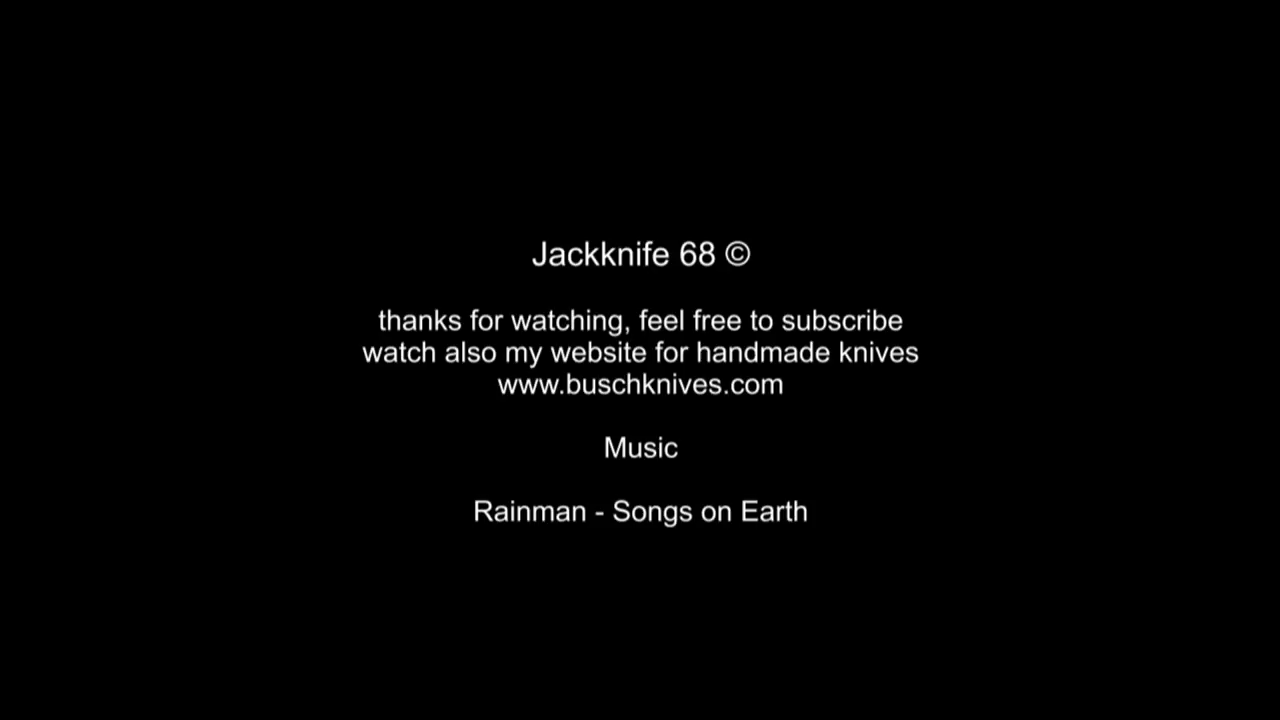 Jackknife 68 ©
thanks for watching, feel free to subscribe
watch also my website for handmade knives
www.buschknives.com
Music
Rainman - Songs on Earth